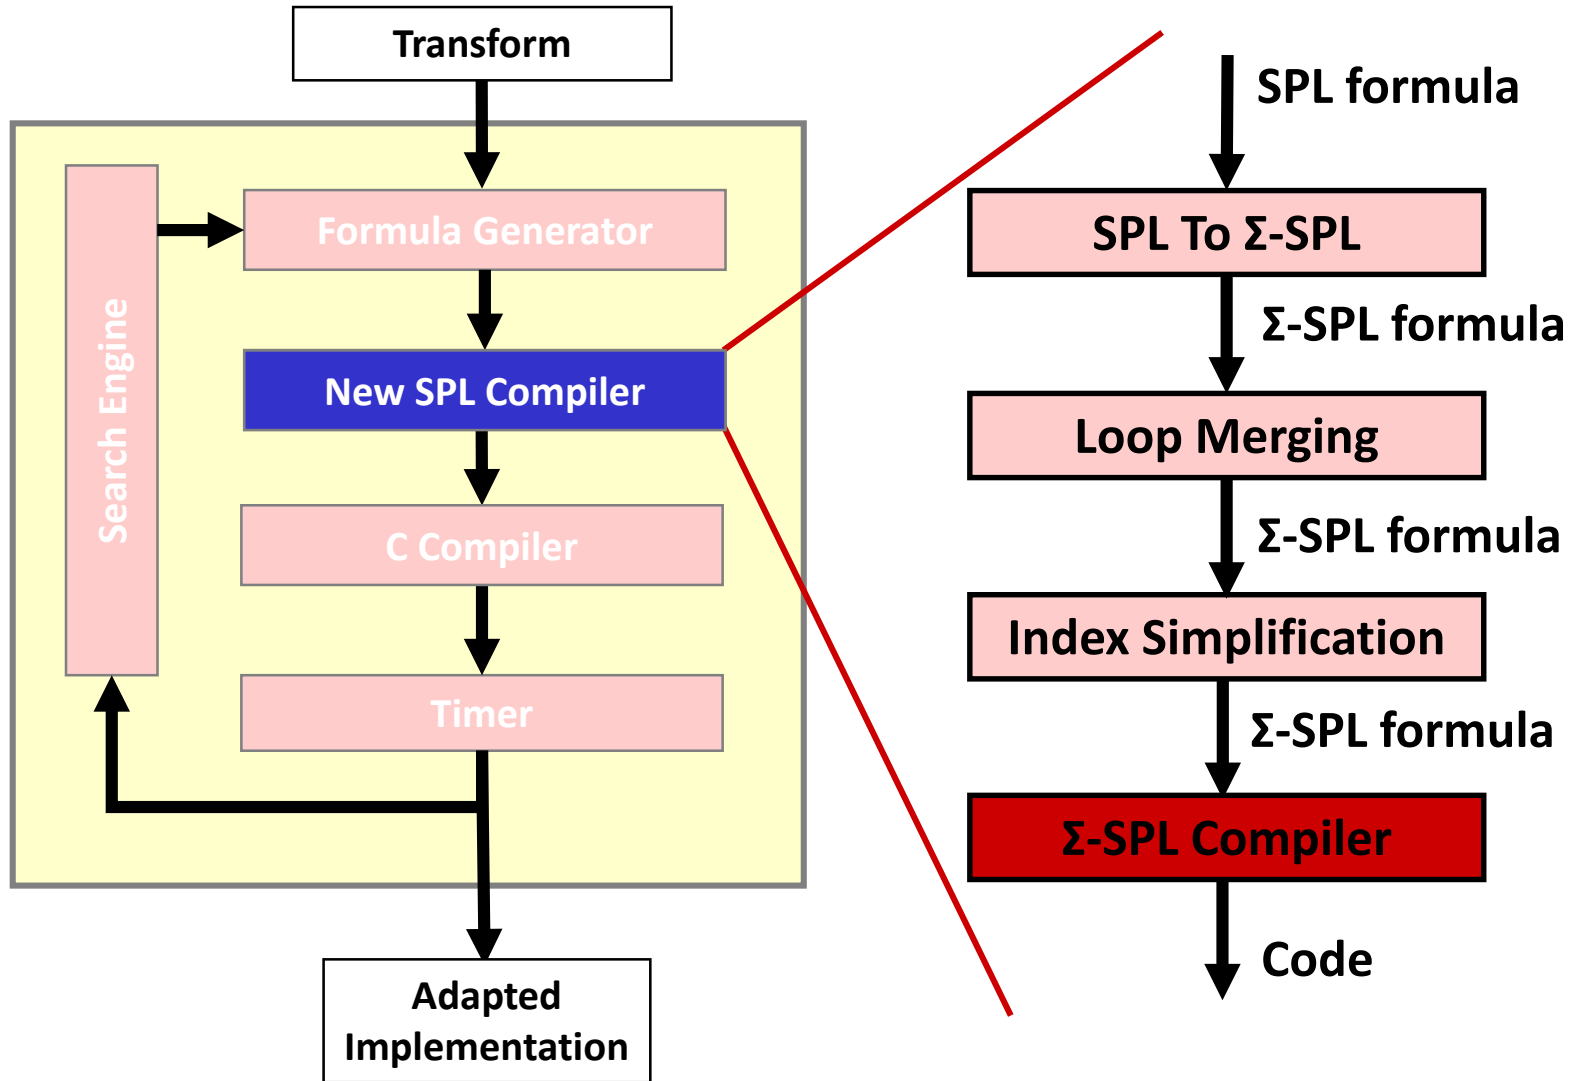 Transform
Formula Generator
Search Engine
New SPL Compiler
C Compiler
Timer
Adapted
Implementation
SPL formula
SPL To Σ-SPL
Σ-SPL formula
Loop Merging
Σ-SPL formula
Index Simplification
Σ-SPL formula
Σ-SPL Compiler
Code